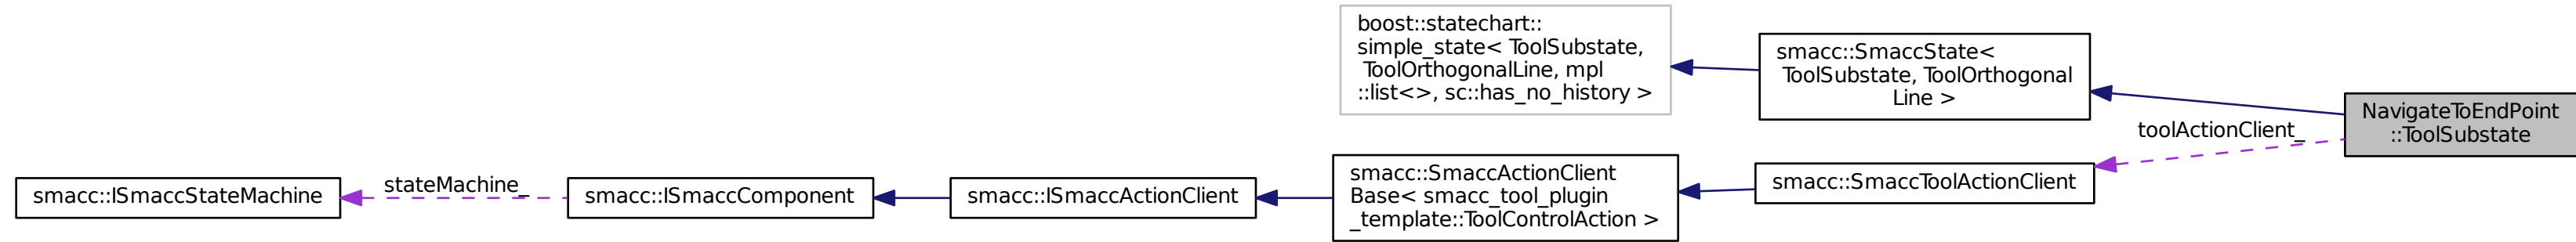 boost::statechart::
simple_state< ToolSubstate,
ToolOrthogonalLine, mpl
::list<>, sc::has_no_history >
smacc::SmaccState<
ToolSubstate, ToolOrthogonal
Line >
NavigateToEndPoint
::ToolSubstate
toolActionClient_
smacc::ISmaccStateMachine
stateMachine_
smacc::ISmaccComponent
smacc::ISmaccActionClient
smacc::SmaccActionClient
Base< smacc_tool_plugin
_template::ToolControlAction >
smacc::SmaccToolActionClient